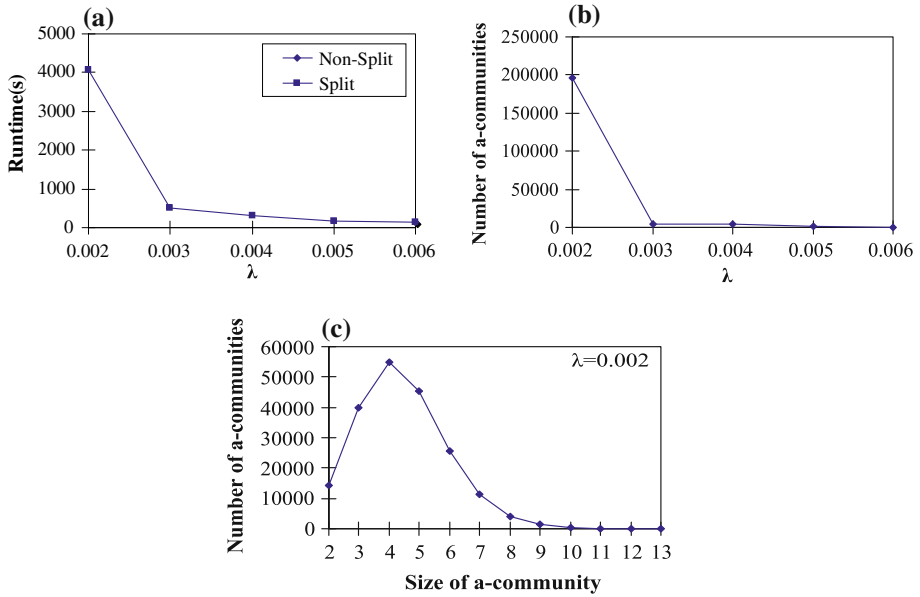 (a)
5000
4000
3000
2000
1000
0
Runtime(s)
Non-Split
Split
0.002 0.003 0.004 0.005 0.006
λ
(b)
250000
200000
150000
100000
50000
0
Number of a-communities
0.002 0.003 0.004 0.005 0.006
λ
(c)
60000
50000
40000
30000
20000
10000
0
Number of a-communities
λ=0.002
2 3 4 5 6 7 8 9 10 11 12 13
Size of a-community